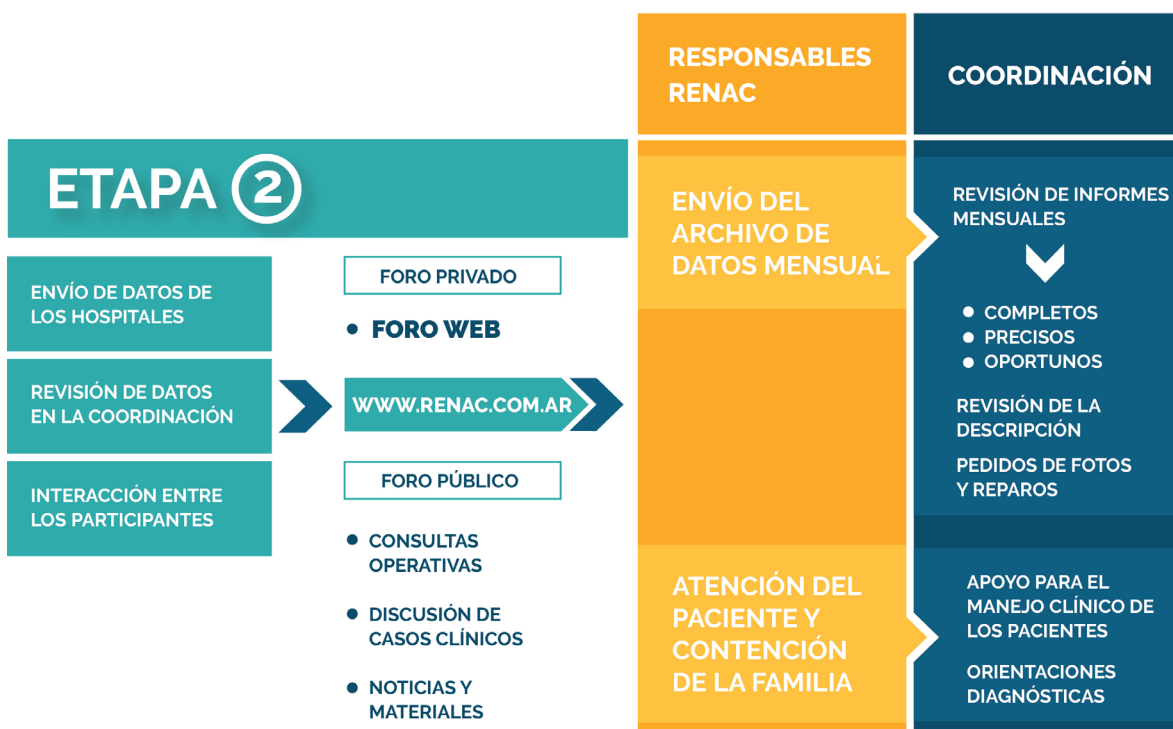 ETAPA 2
ENVÍO DE DATOS DE
LOS HOSPITALES
REVISIÓN DE DATOS
EN LA COORDINACIÓN
INTERACCIÓN ENTRE
LOS PARTICIPANTES
FORO PRIVADO
● FORO WEB
WWW.RENAC.COM.AR
FORO PÚBLICO
● CONSULTAS
OPERATIVAS
● DISCUSIÓN DE
CASOS CLÍNICOS
● NOTICIAS Y
MATERIALES
RESPONSABLES
RENAC
ENVÍO DEL
ARCHIVO DE
DATOS MENSUAL
ATENCIÓN DEL
PACIENTE Y
CONTENCIÓN
DE LA FAMILIA
COORDINACIÓN
REVISIÓN DE INFORMES
MENSUALES
● COMPLETOS
● PRECISOS
● OPORTUNOS
REVISIÓN DE LA
DESCRIPCIÓN
PEDIDOS DE FOTOS
Y REPAROS
APOYO PARA EL
MANEJO CLÍNICO DE
LOS PACIENTES
ORIENTACIONES
DIAGNÓSTICAS